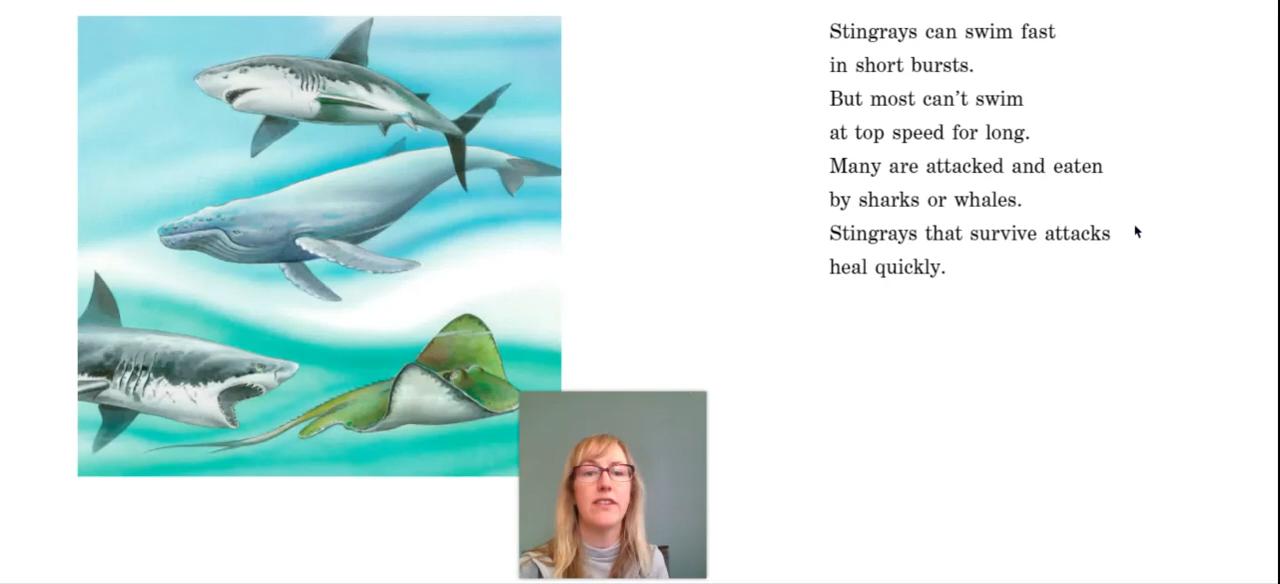 Stingrays can swim fast
in short bursts.
But most can’t swim
at top speed for long.
Many are attacked and eaten
by sharks or whales.
Stingrays that survive attacks
heal quickly.